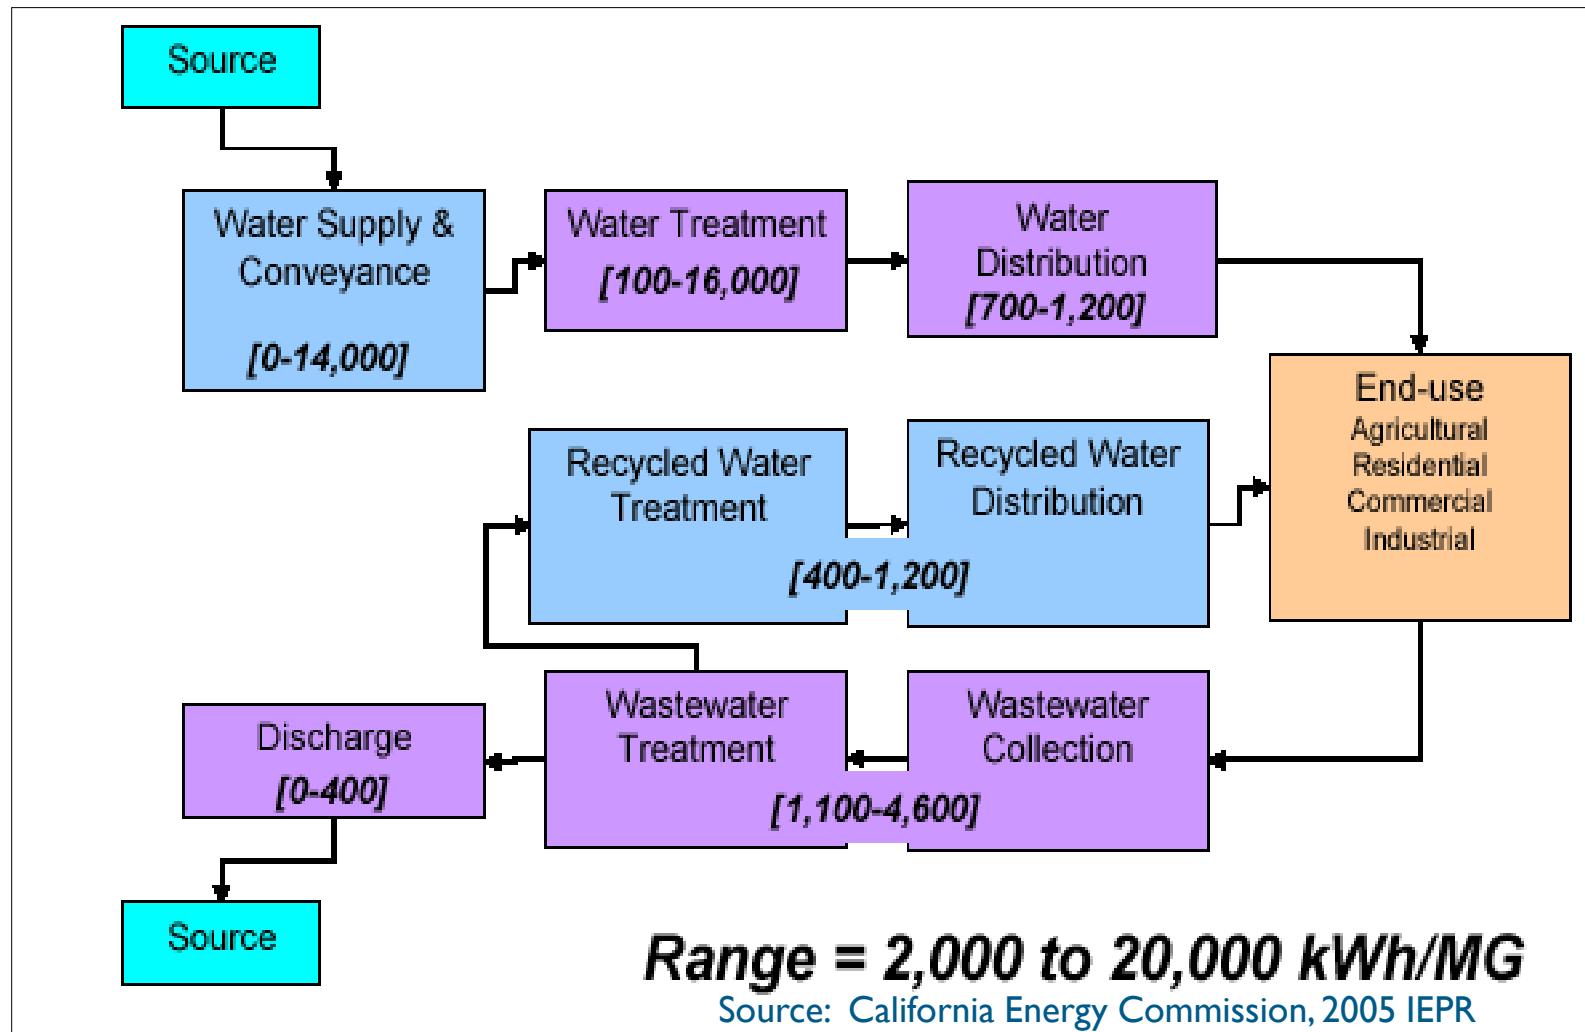 Source
Water Supply &
Conveyance
[0-14,000]
Water Treatment
[100-16,000]
Water
Distribution
[700-1,200]
End-use
Agricultural
Residential
Commercial
Industrial
Recycled Water
Treatment
Recycled Water
Distribution
[400-1,200]
Wastewater
Treatment
Wastewater
Collection
[1,100-4,600]
Discharge
[0-400]
Source
Range = 2,000 to 20,000 kWh/MG
Source: California Energy Commission, 2005 IEPR